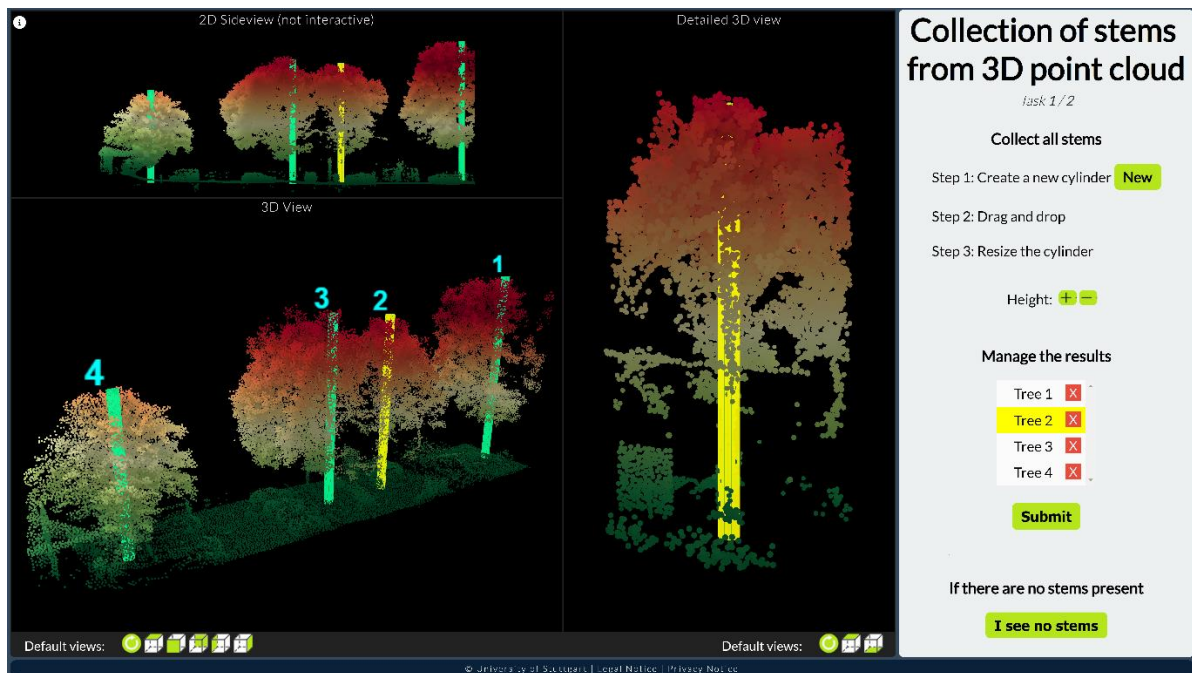 2D Sideview (not interactive)
3D View
1
2
3
4
Default views:
Detailed 3D view
Default views:
Collection of stems
from 3D point cloud
task 1 / 2
Collect all stems
Step 1: Create a new cylinder New
Step 2: Drag and drop
Step 3: Resize the cylinder
Height: + −
Manage the results
Tree 1 X
Tree 2 X
Tree 3 X
Tree 4 X
Submit
If there are no stems present
I see no stems
© University of Stuttgart | Legal Notice | Privacy Notice